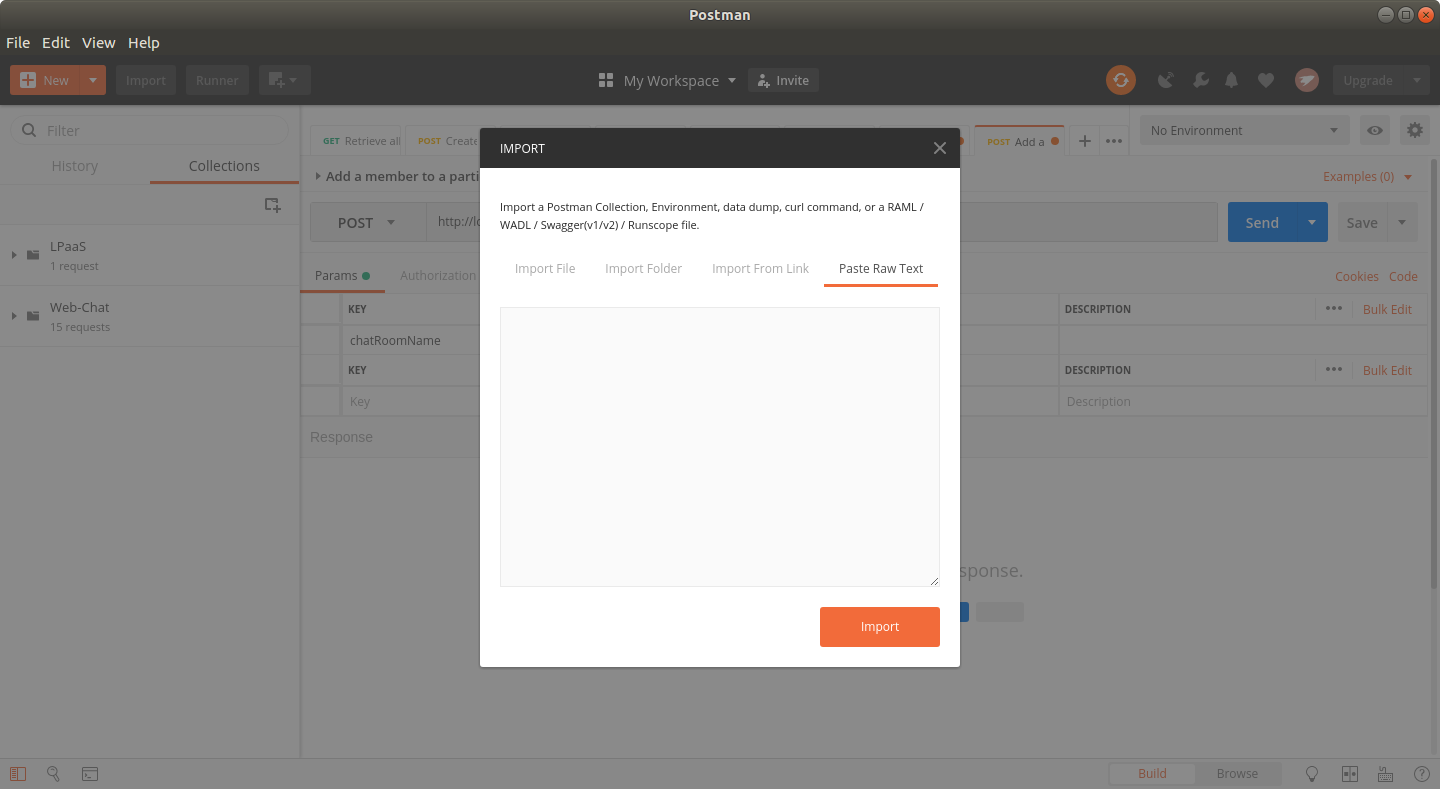 Postman
File Edit View Help
New Import Runner My Workspace Invite Upgrade
Filter
History Collections
GET Retrieve all POST Create POST Add a No Environment
Add a member to a parti Examples (0)
POST http://lo Send Save
LPaaS
1 request
Web-Chat
15 requests
Params Authorization Cookies Code
KEY DESCRIPTION Bulk Edit
chatRoomName
KEY DESCRIPTION Bulk Edit
Key Description
Response
sponse.
IMPORT
Import a Postman Collection, Environment, data dump, curl command, or a RAML /
WADL / Swagger(v1/v2) / Runscope file.
Import File Import Folder Import From Link Paste Raw Text
Import
Build Browse